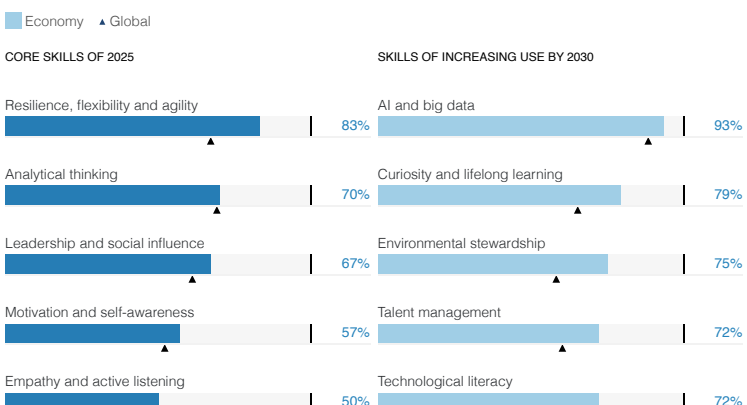 Economy ▲ Global
CORE SKILLS OF 2025
Resilience, flexibility and agility
83%
Analytical thinking
70%
Leadership and social influence
67%
Motivation and self-awareness
57%
Empathy and active listening
50%
SKILLS OF INCREASING USE BY 2030
AI and big data
93%
Curiosity and lifelong learning
79%
Environmental stewardship
75%
Talent management
72%
Technological literacy
72%